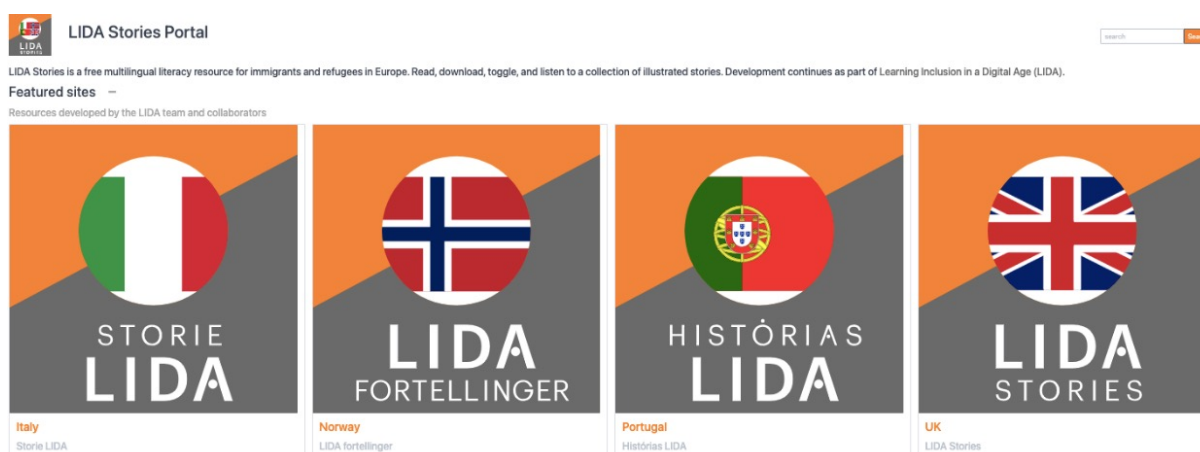 LIDA
STORIES
LIDA Stories Portal
search
LIDA Stories is a free multilingual literacy resource for immigrants and refugees in Europe. Read, download, toggle, and listen to a collection of illustrated stories. Development continues as part of Learning Inclusion in a Digital Age (LIDA).
Featured sites –
Resources developed by the LIDA team and collaborators
STORIE
LIDA
LIDA
FORTELLINGER
HISTÓRIAS
LIDA
LIDA
STORIES
Italy
Storie LIDA
Norway
LIDA fortellinger
Portugal
Histórias LIDA
UK
LIDA Stories